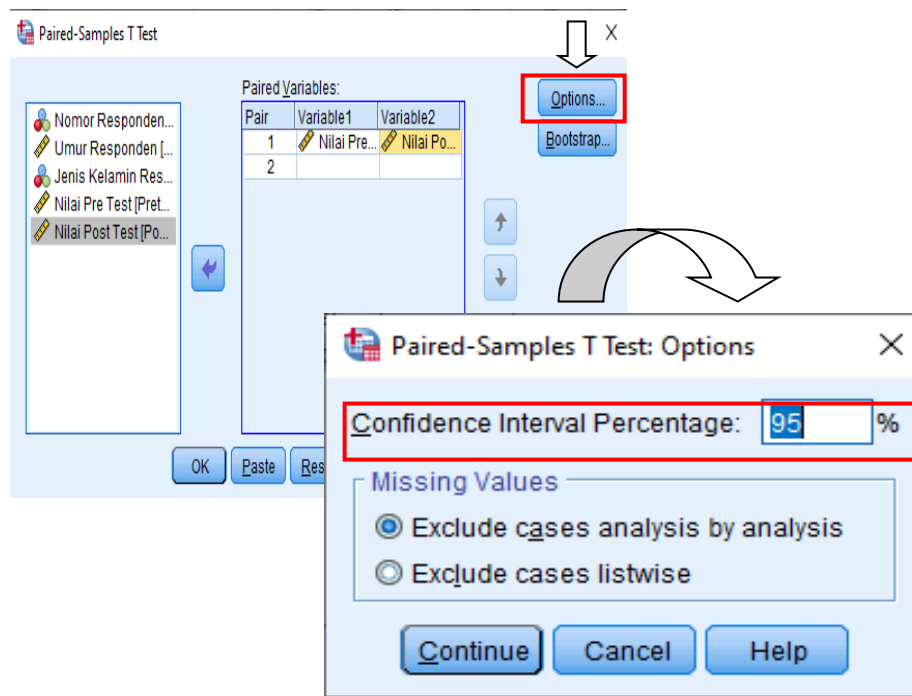 Paired-Samples T Test
X
Paired Variables:
Pair Variable1 Variable2
1 Nilai Pre... Nilai Po...
2
Nomor Responden...
Umur Responden [...
Jenis Kelamin Res...
Nilai Pre Test [Pret...
Nilai Post Test [Po...
Options...
Bootstrap...
OK
Paste
Res
Paired-Samples T Test: Options
X
Confidence Interval Percentage: 95 %
Missing Values
Exclude cases analysis by analysis
Exclude cases listwise
Continue
Cancel
Help